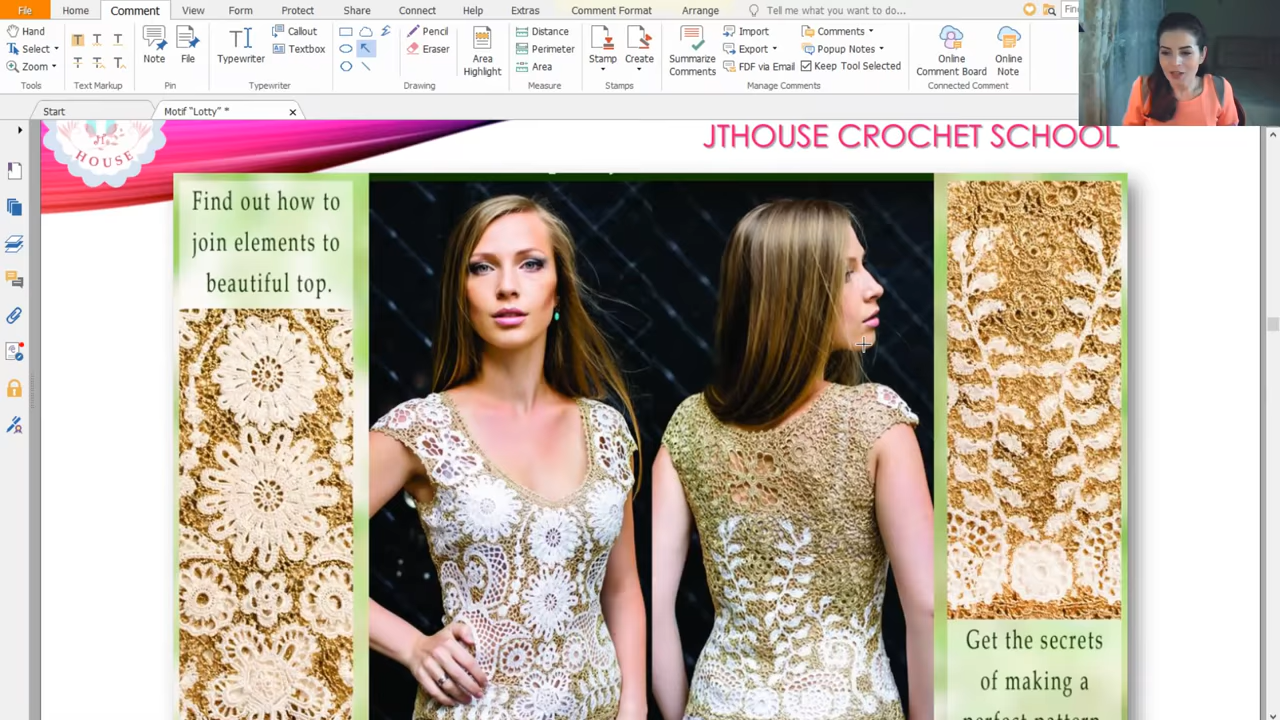 File Home Comment View Form Protect Share Connect Help Extras Comment Format Arrange Tell me what you want to do...
Hand
Select
Zoom
Tools
T T T
T T T
Text Markup
Note File
Pin
Typewriter
Callout
Textbox
Typewriter
Pencil
Eraser
Area
Highlight
Drawing
Distance
Perimeter
Area
Measure
Stamp Create
Stamps
Summarize
Comments
Import
Export
FDF via Email
Comments
Popup Notes
Keep Tool Selected
Manage Comments
Online
Comment Board
Online
Note
Connected Comment
Start Motif "Lotty" *
HOUSE
JTHOUSE CROCHET SCHOOL
Find out how to
join elements to
beautiful top.
Get the secrets
of making a
perfect pattern